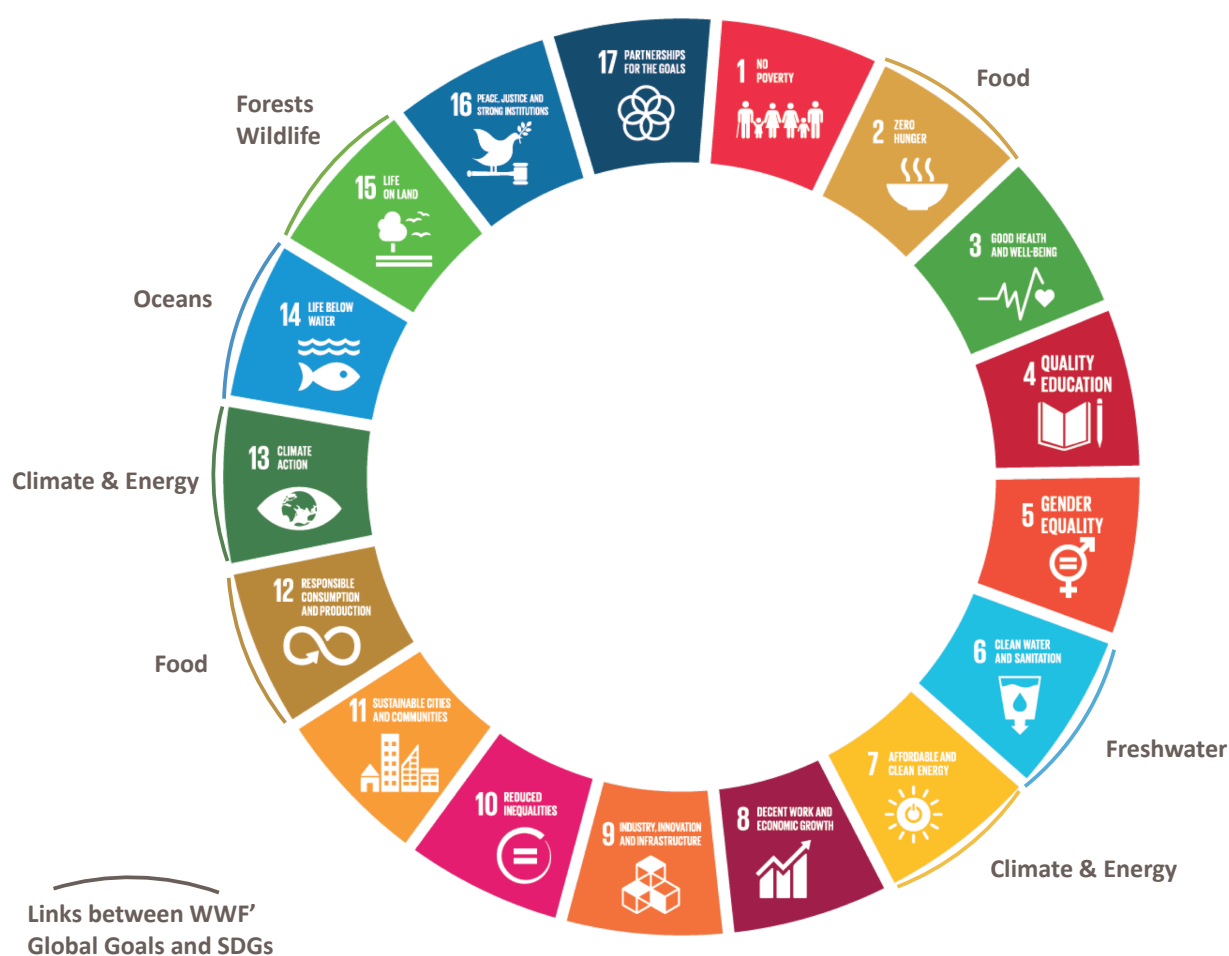 17 PARTNERSHIPS
FOR THE GOALS
1 NO
POVERTY
Food
2 ZERO
HUNGER
3 GOOD HEALTH
AND WELL-BEING
4 QUALITY
EDUCATION
5 GENDER
EQUALITY
6 CLEAN WATER
AND SANITATION
Freshwater
7 AFFORDABLE AND
CLEAN ENERGY
Climate & Energy
8 DECENT WORK AND
ECONOMIC GROWTH
9 INDUSTRY, INNOVATION
AND INFRASTRUCTURE
10 REDUCED
INEQUALITIES
11 SUSTAINABLE CITIES
AND COMMUNITIES
Food
12 RESPONSIBLE
CONSUMPTION
AND PRODUCTION
Climate & Energy
13 CLIMATE
ACTION
Oceans
14 LIFE BELOW
WATER
Forests
Wildlife
15 LIFE
ON LAND
16 PEACE, JUSTICE AND
STRONG INSTITUTIONS
Links between WWF’
Global Goals and SDGs